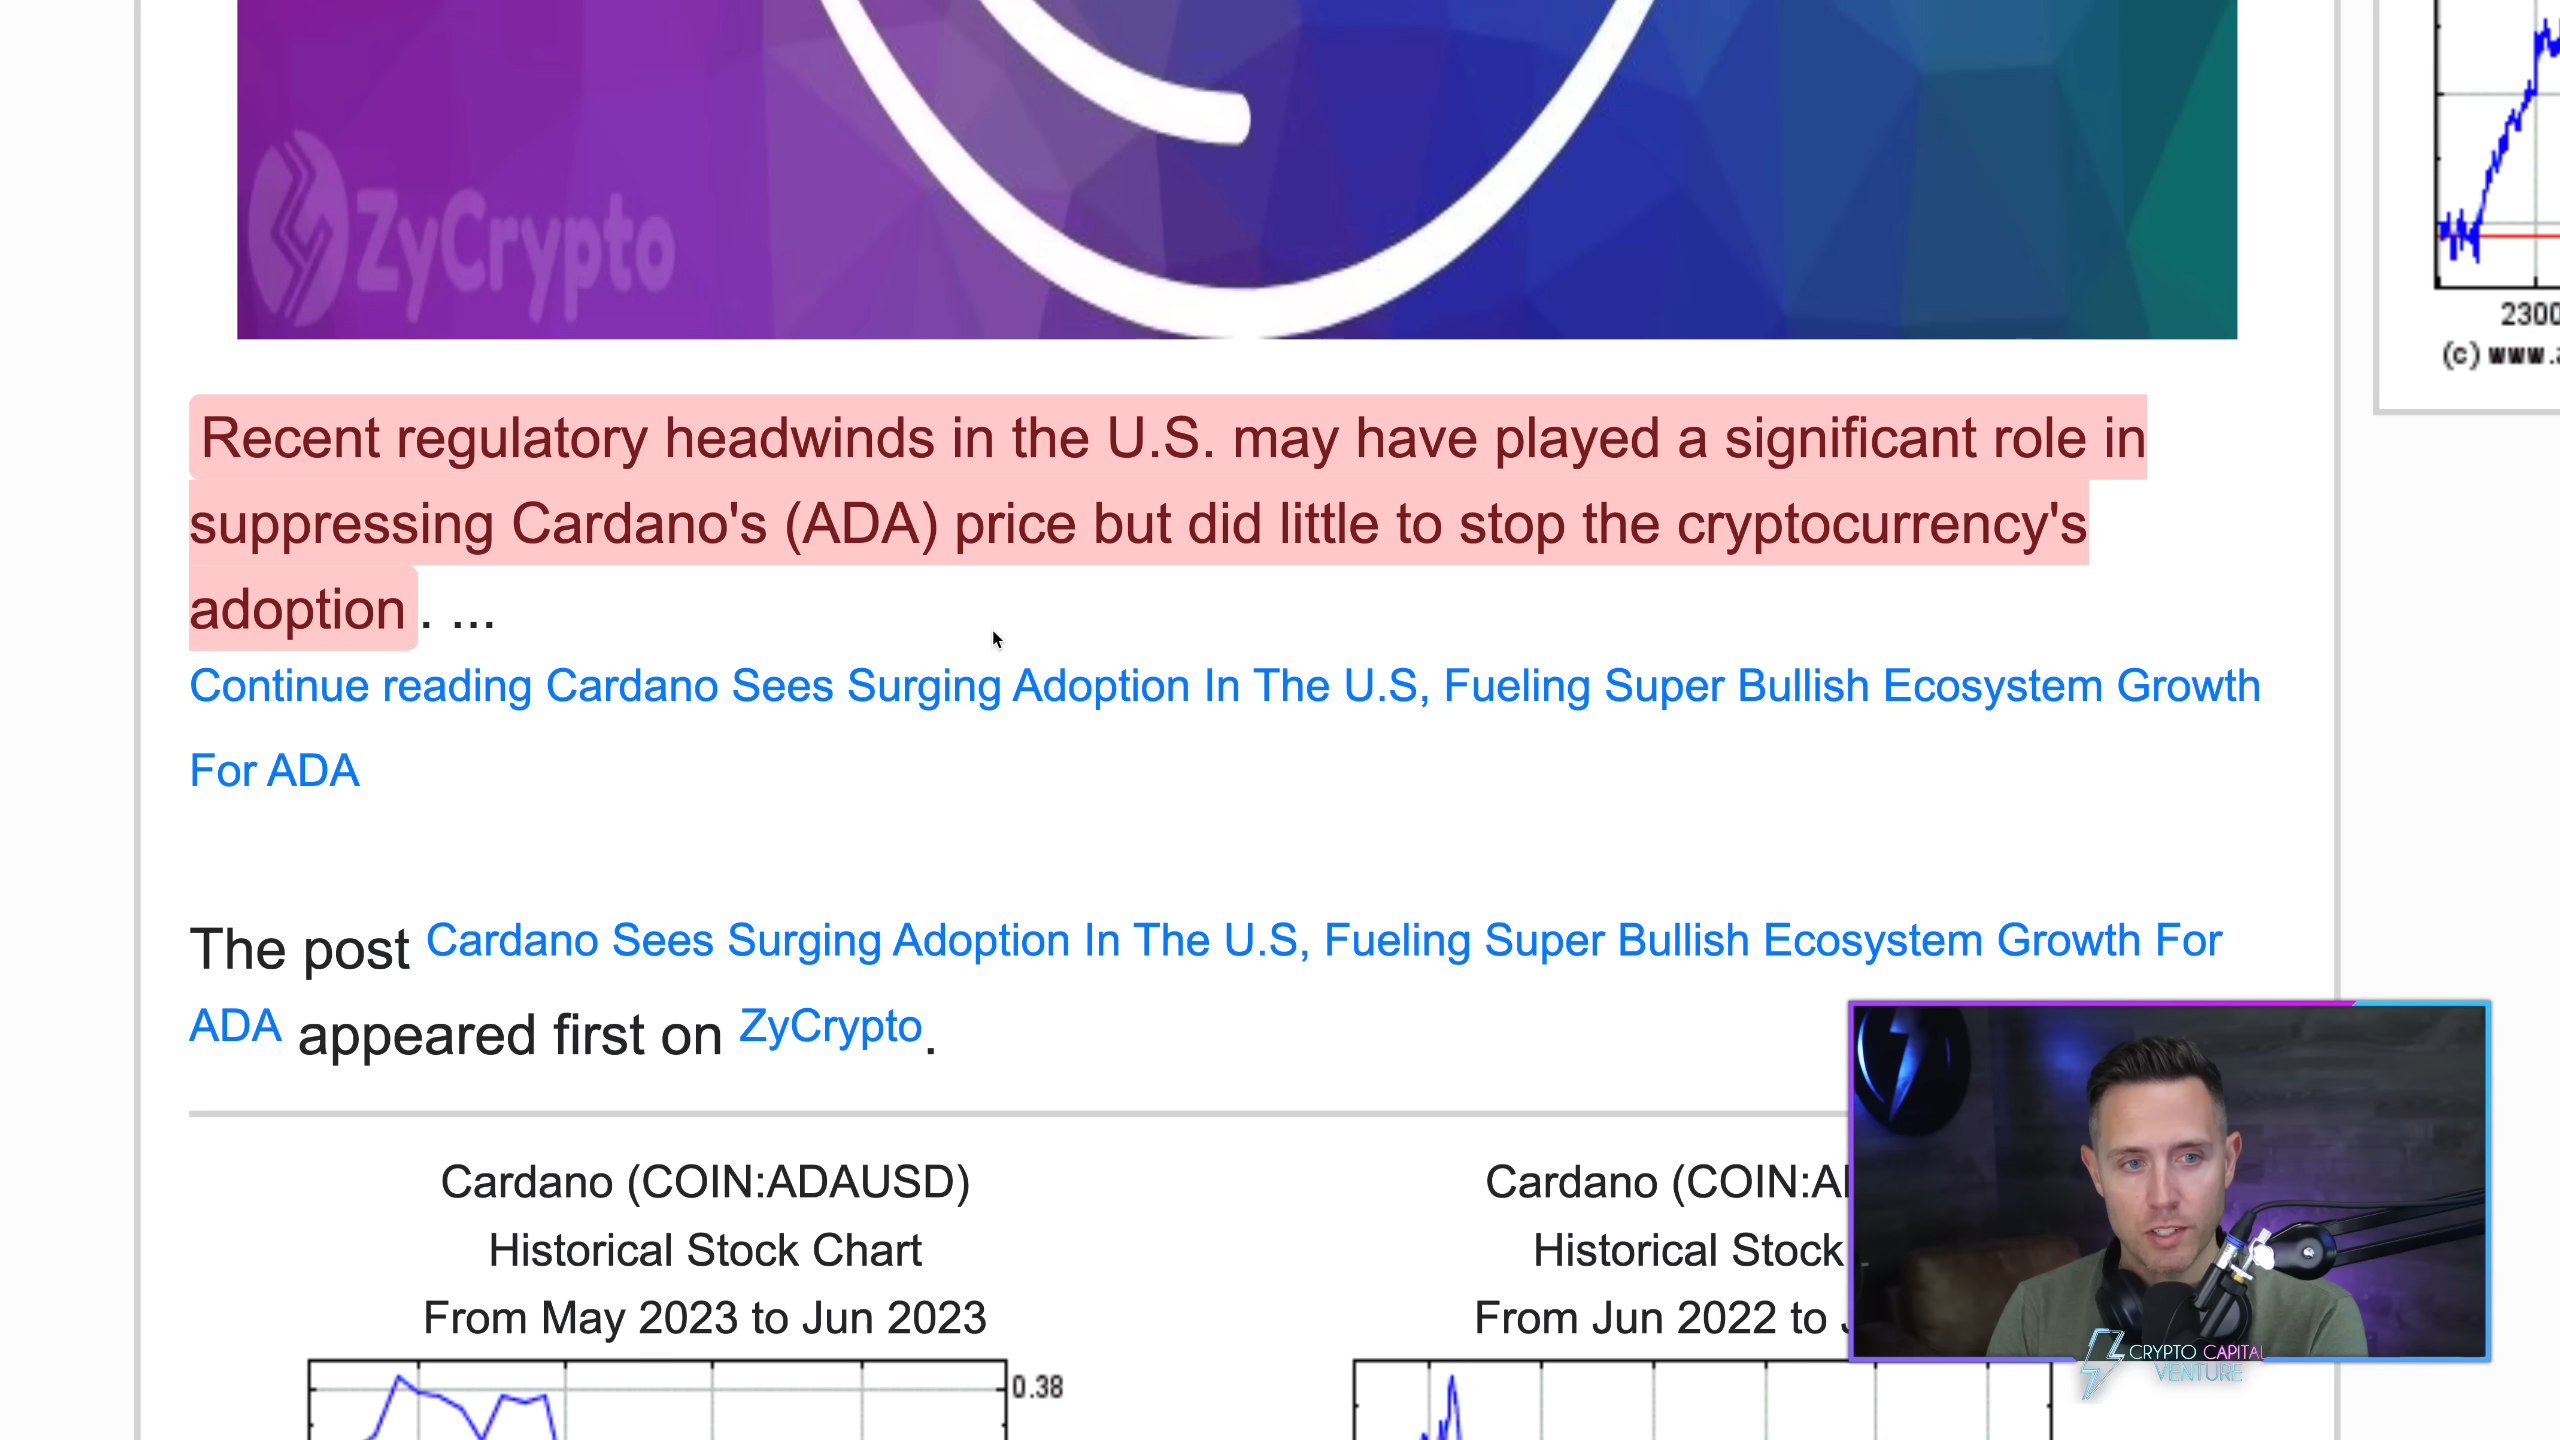 ZyCrypto
2300
(c) www.
Recent regulatory headwinds in the U.S. may have played a significant role in
suppressing Cardano's (ADA) price but did little to stop the cryptocurrency's
adoption . ...
Continue reading Cardano Sees Surging Adoption In The U.S, Fueling Super Bullish Ecosystem Growth
For ADA
The post Cardano Sees Surging Adoption In The U.S, Fueling Super Bullish Ecosystem Growth For
ADA appeared first on ZyCrypto.
Cardano (COIN:ADAUSD)
Historical Stock Chart
From May 2023 to Jun 2023
0.38
Cardano (COIN:A
Historical Stock
From Jun 2022 to
CRYPTO CAPITAL
VENTURE